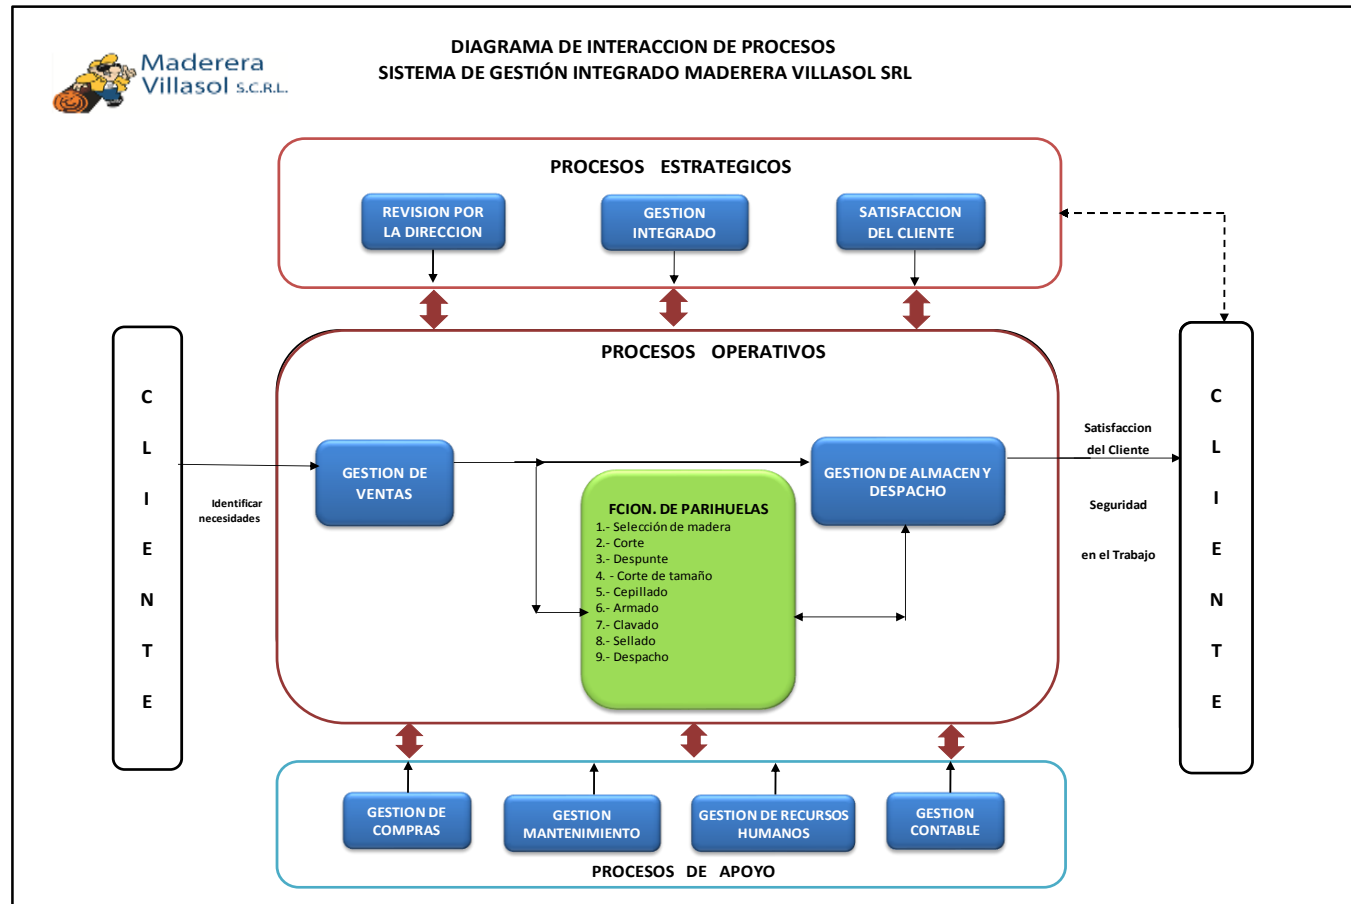 Maderera
Villasol S.C.R.L.
DIAGRAMA DE INTERACCION DE PROCESOS
SISTEMA DE GESTIÓN INTEGRADO MADERERA VILLASOL SRL
PROCESOS ESTRATEGICOS
REVISION POR
LA DIRECCION
GESTION
INTEGRADO
SATISFACCION
DEL CLIENTE
PROCESOS OPERATIVOS
C
L
I
E
N
T
E
Identificar
necesidades
GESTION DE
VENTAS
FCION. DE PARIHUELAS
1.- Selección de madera
2.- Corte
3.- Despunte
4. - Corte de tamaño
5.- Cepillado
6.- Armado
7.- Clavado
8.- Sellado
9.- Despacho
GESTION DE ALMACEN Y
DESPACHO
Satisfaccion
del Cliente
Seguridad
en el Trabajo
C
L
I
E
N
T
E
GESTION DE
COMPRAS
GESTION
MANTENIMIENTO
GESTION DE RECURSOS
HUMANOS
GESTION
CONTABLE
PROCESOS DE APOYO